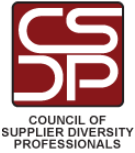 CS
DP
COUNCIL OF
SUPPLIER DIVERSITY
PROFESSIONALS